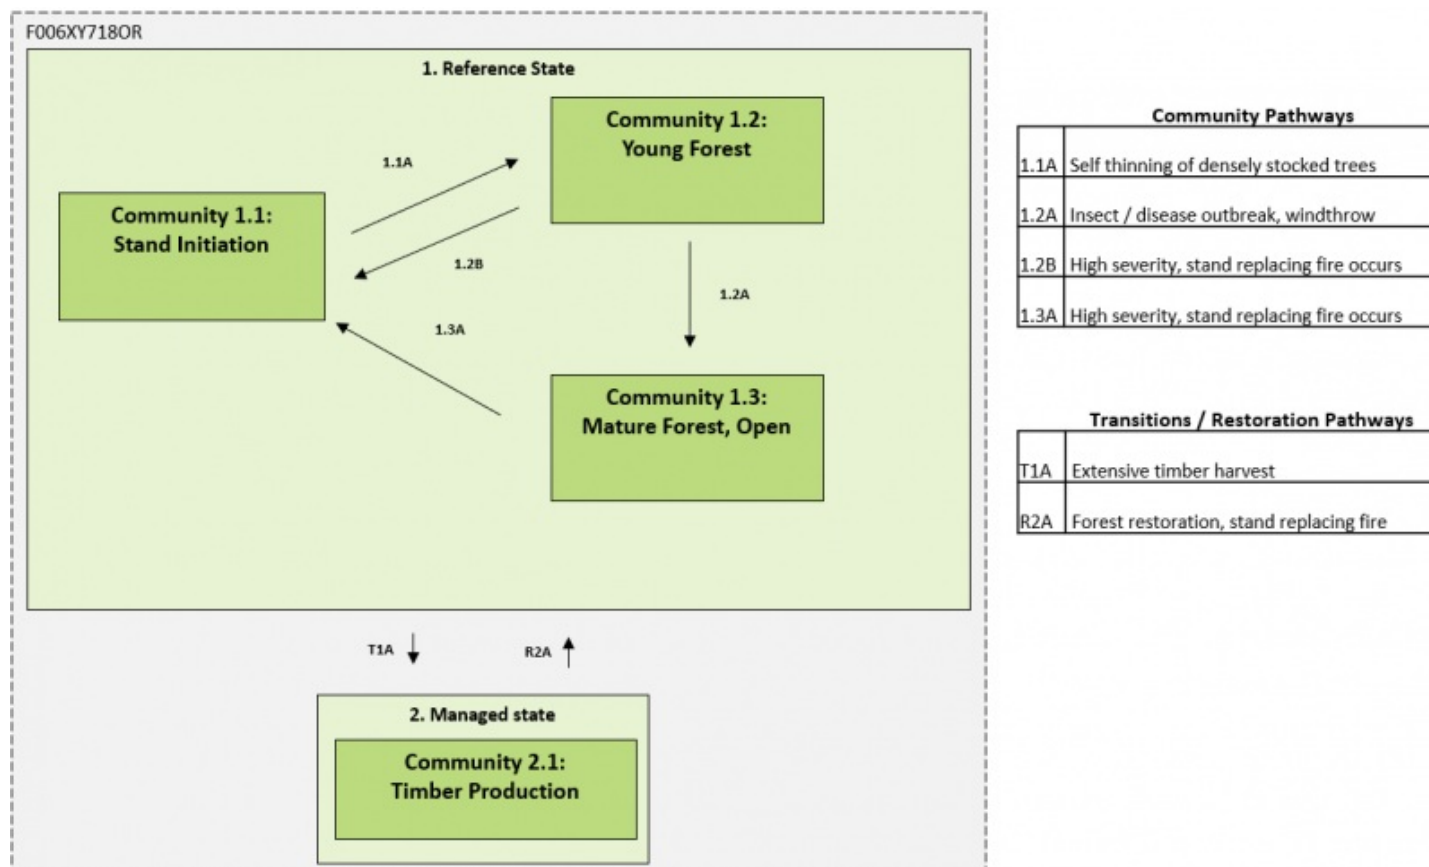 F006XY718OR
1. Reference State
Community 1.2:
Young Forest
1.1A
Community 1.1:
Stand Initiation
1.2B
1.2A
1.3A
Community 1.3:
Mature Forest, Open
T1A
R2A
2. Managed state
Community 2.1:
Timber Production
Community Pathways
1.1A Self thinning of densely stocked trees
1.2A Insect / disease outbreak, windthrow
1.2B High severity, stand replacing fire occurs
1.3A High severity, stand replacing fire occurs
Transitions / Restoration Pathways
T1A Extensive timber harvest
R2A Forest restoration, stand replacing fire